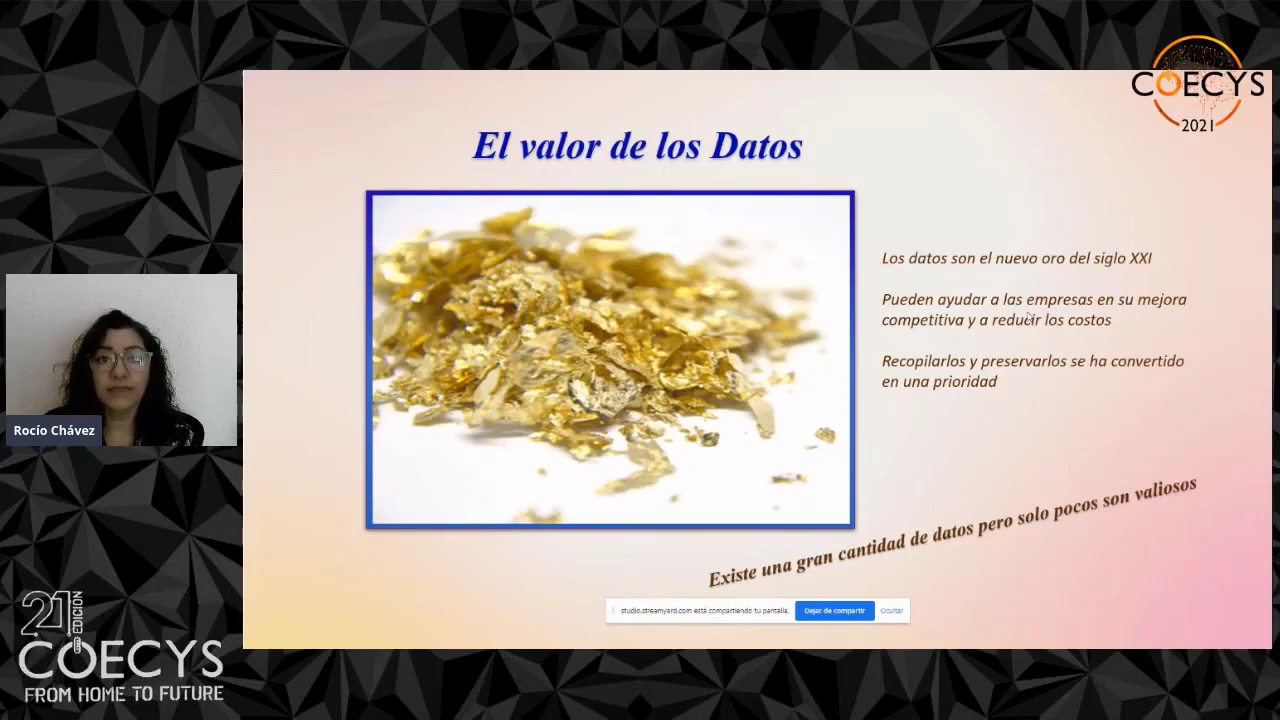 COECYS
2021
El valor de los Datos
Los datos son el nuevo oro del siglo XXI
Pueden ayudar a las empresas en su mejora
competitiva y a reducir los costos
Recopilarlos y preservarlos se ha convertido
en una prioridad
Rocío Chávez
Existe una gran cantidad de datos pero solo pocos son valiosos
studio.streamyard.com está compartiendo tu pantalla.
Dejar de compartir
Ocultar
21
EDICION
COECYS
FROM HOME TO FUTURE